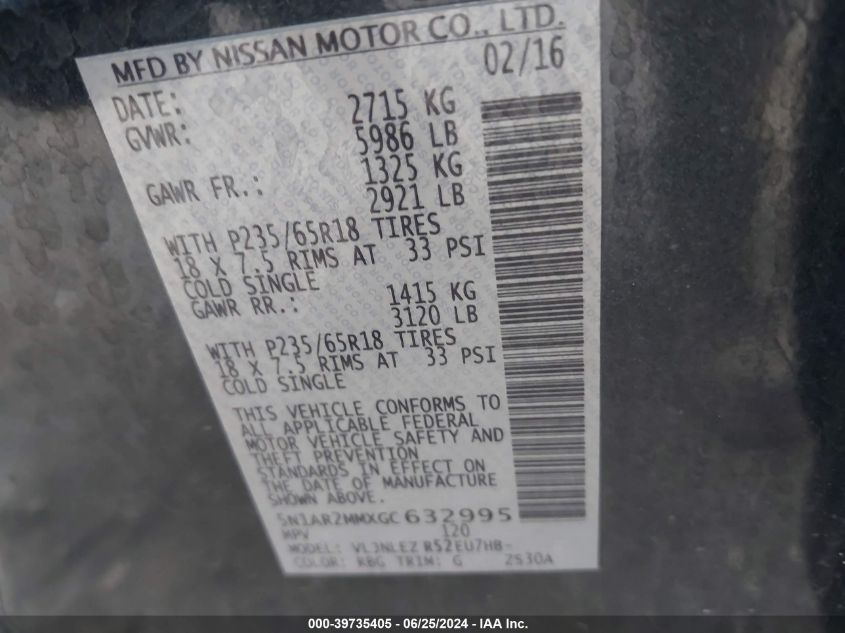 MFD BY NISSAN MOTOR CO., LTD.
DATE: 02/16
GVWR: 2715 KG
5986 LB
GAWR FR.: 1325 KG
2921 LB
WITH P235/65R18 TIRES
18 X 7.5 RIMS AT 33 PSI
COLD SINGLE
GAWR RR.: 1415 KG
3120 LB
WITH P235/65R18 TIRES
18 X 7.5 RIMS AT 33 PSI
COLD SINGLE
THIS VEHICLE CONFORMS TO
ALL APPLICABLE FEDERAL
MOTOR VEHICLE SAFETY AND
THEFT PREVENTION
STANDARDS IN EFFECT ON
THE DATE OF MANUFACTURE
SHOWN ABOVE.
5N1AR2MMXGC632995
MPV 120
MODEL: VLJNLEZ R52EU7HB-
COLOR: KBG TRIM: G 2S30A
000-39735405 - 06/25/2024 - IAA Inc.